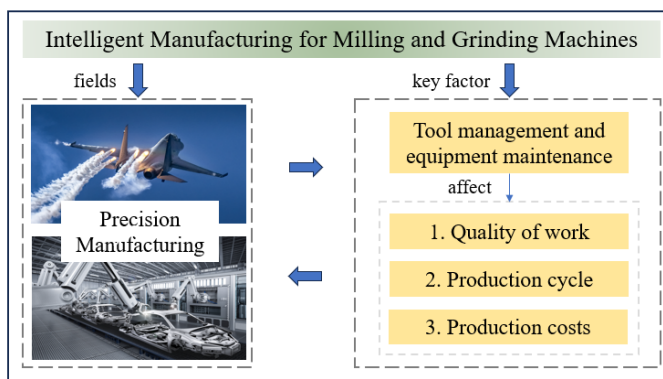 Intelligent Manufacturing for Milling and Grinding Machines
fields
key factor
Precision
Manufacturing
Tool management and
equipment maintenance
affect
1. Quality of work
2. Production cycle
3. Production costs